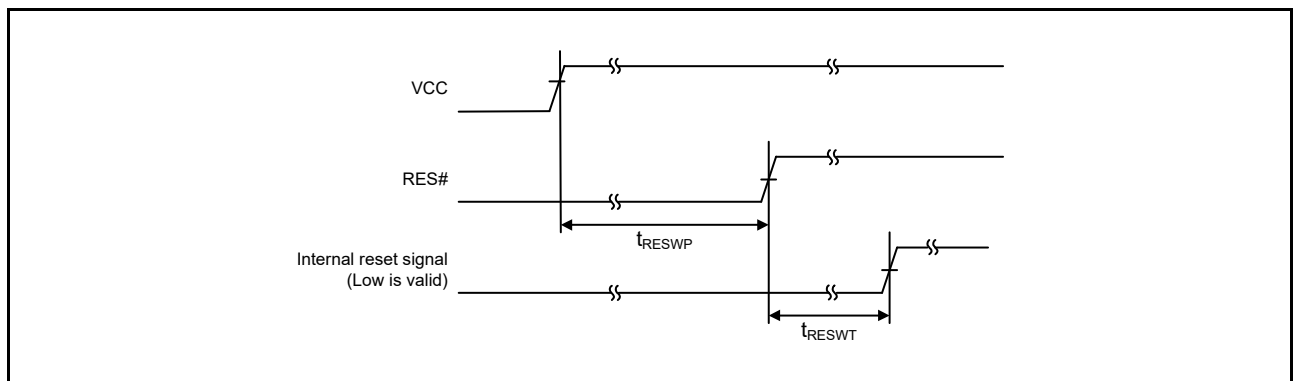 VCC
RES#
tRESWP
Internal reset signal
(Low is valid)
tRESWT